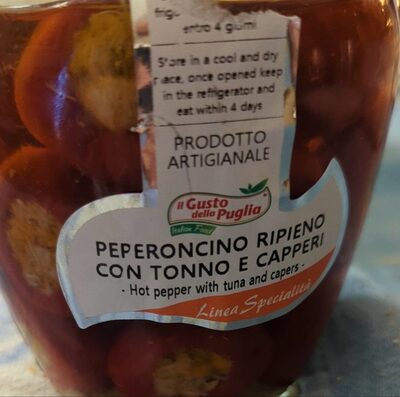 entro 4 giorni
Store in a cool and dry
place, once opened keep
in the refrigerator and
eat within 4 days
PRODOTTO
ARTIGIANALE
il Gusto
della Puglia
Italian Food
PEPERONCINO RIPIENO
CON TONNO E CAPPERI
- Hot pepper with tuna and capers -
Linea Specialità